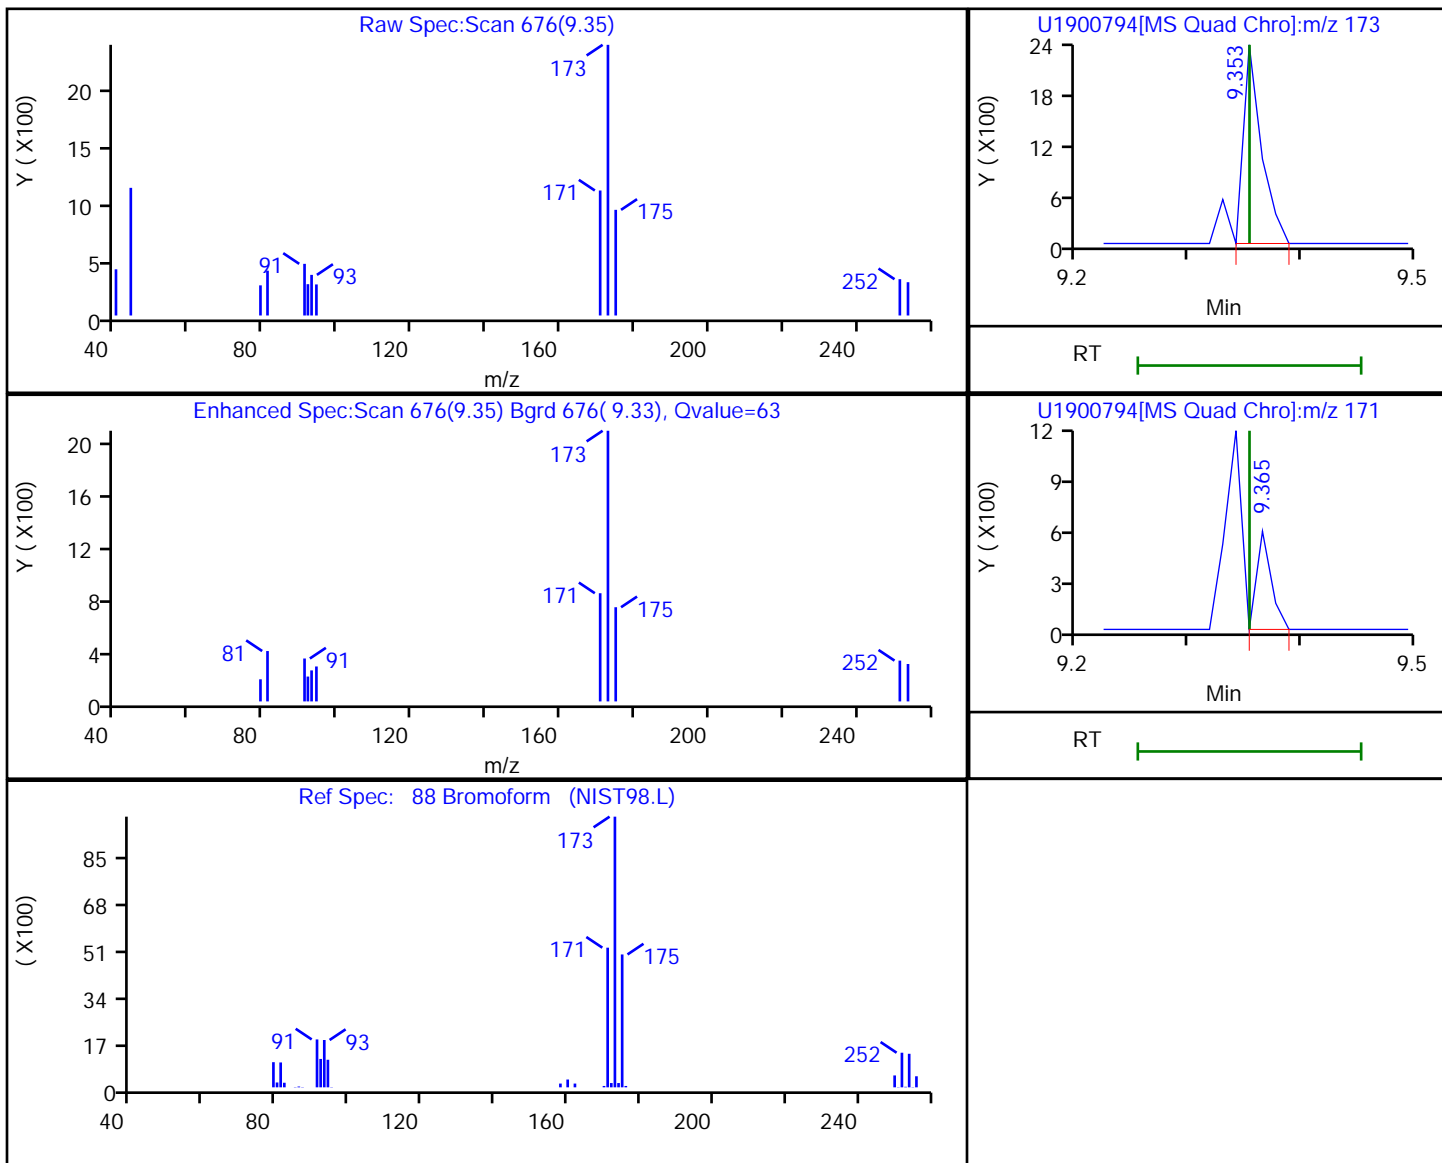 Raw Spec:Scan 676(9.35)
Y ( X100)
20
15
10
5
0
173
171
175
91
93
252
40 80 120 160 200 240
m/z
U1900794[MS Quad Chro]:m/z 173
Y ( X100)
24
18
12
6
0
9.353
9.2 9.5
Min
RT
Enhanced Spec:Scan 676(9.35) Bgrd 676( 9.33), Qvalue=63
Y ( X100)
20
16
12
8
4
0
173
171
175
81
91
252
40 80 120 160 200 240
m/z
U1900794[MS Quad Chro]:m/z 171
Y ( X100)
12
9
6
3
0
9.365
9.2 9.5
Min
RT
Ref Spec: 88 Bromoform (NIST98.L)
( X100)
85
68
51
34
17
0
173
171
175
91
93
252
40 80 120 160 200 240